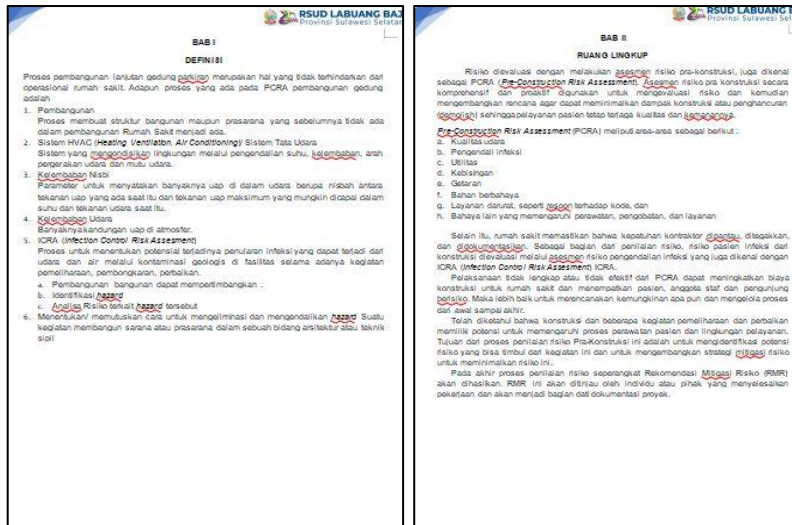 RSUD LABUANG BAJ
Provinsi Sulawesi Selatan
BAB I
DEFINISI
Proses pembangunan lanjutan gedung parkiran merupakan hal yang tidak terhindarkan dari
operasional rumah sakit. Adapun proses yang ada pada PCRA pembangunan gedung
adalah
1. Pembangunan
Proses membuat struktur bangunan maupun prasarana yang sebelumnya tidak ada
dalam pembangunan Rumah Sakit menjadi ada.
2. Sistem HVAC (Heating Ventilation, Air Conditioning)/ Sistem Tata Udara
Sistem yang mengondisikan lingkungan melalui pengendalian suhu, kelembaban, arah
pergerakan udara dan mutu udara.
3. Kelembaban Nisbi
Parameter untuk menyatakan banyaknya uap di dalam udara berupa nisbah antara
tekanan uap yang ada saat itu dan tekanan uap maksimum yang mungkin dicapai dalam
suhu dan tekanan udara saat itu.
4. Kelembaban Udara
Banyaknya kandungan uap di atmosfer.
5. ICRA (Infection Control Risk Assesment)
Proses untuk menentukan potensial terjadinya penularan infeksi yang dapat terjadi dari
udara dan air melalui kontaminasi geologis di fasilitas selama adanya kegiatan
pemeliharaan, pembongkaran, perbaikan.
a. Pembangunan bangunan dapat mempertimbangkan :
b. Identifikasi hazard
c. Analisa Risiko terkait hazard tersebut
6. Menentukan/ memutuskan cara untuk mengeliminasi dan mengendalikan hazard Suatu
kegiatan membangun sarana atau prasarana dalam sebuah bidang arsitektur atau teknik
sipil
RSUD LABUANG B
Provinsi Sulawesi Sel
BAB II
RUANG LINGKUP
Risiko dievaluasi dengan melakukan asesmen risiko pra-konstruksi, juga dikenal
sebagai PCRA (Pre-Construction Risk Assessment). Asesmen risiko pra konstruksi secara
komprehensif dan proaktif digunakan untuk mengevaluasi risiko dan kemudian
mengembangkan rencana agar dapat meminimalkan dampak konstruksi atau penghancuran
(demolish) sehingga pelayanan pasien tetap terjaga kualitas dan kemananoya.
Pre-Construction Risk Assessment (PCRA) meliputi area-area sebagai berikut :
a. Kualitas udara
b. Pengendali infeksi
c. Utilitas
d. Kebisingan
e. Getaran
f. Bahan berbahaya
g. Layanan darurat, seperti respon terhadap kode, dan
h. Bahaya lain yang memengaruhi perawatan, pengobatan, dan layanan
Selain itu, rumah sakit memastikan bahwa kepatuhan kontraktor dipantau, ditegakkan,
dan didokumentasikan. Sebagai bagian dari penilaian risiko, risiko pasien infeksi dari
konstruksi dievaluasi melalui asesmen risiko pengendalian infeksi yang juga dikenal dengan
ICRA (Infection Control Risk Assesment) ICRA.
Pelaksanaan tidak lengkap atau tidak efektif dari PCRA dapat meningkatkan biaya
konstruksi untuk rumah sakit dan menempatkan pasien, anggota staf dan pengunjung
berisiko. Maka lebih baik untuk merencanakan kemungkinan apa pun dan mengelola proses
dari awal sampai akhir.
Telah diketahui bahwa konstruksi dan beberapa kegiatan pemeliharaan dan perbaikan
memiliki potensi untuk memengaruhi proses perawatan pasien dan lingkungan pelayanan.
Tujuan dari proses penilaian risiko Pra-Konstruksi ini adalah untuk mengidentifikasi potensi
risiko yang bisa timbul dari kegiatan ini dan untuk mengembangkan strategi mitigasi risiko
untuk meminimalkan risiko ini.
Pada akhir proses penilaian risiko seperangkat Rekomendasi Mitigasi Risiko (RMR)
akan dihasilkan. RMR ini akan ditinjau oleh individu atau pihak yang menyelesaikan
pekerjaan dan akan menjadi bagian dati dokumentasi proyek.